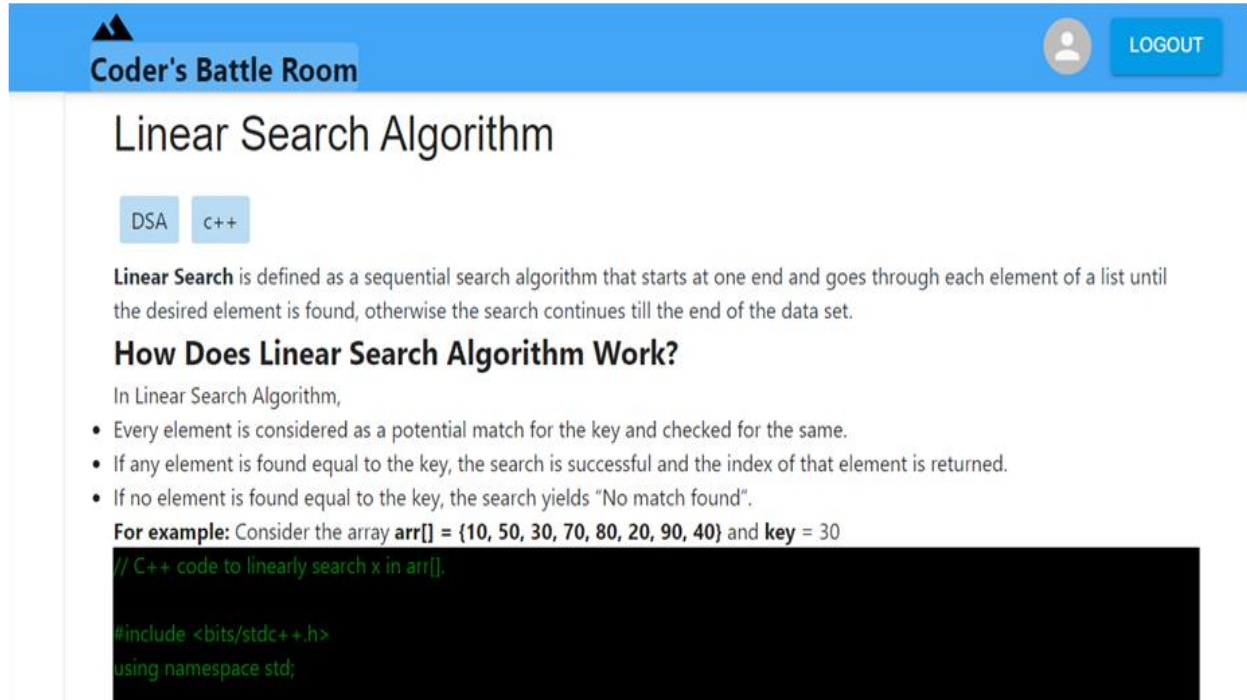 Coder's Battle Room
LOGOUT
Linear Search Algorithm
DSA
c++
Linear Search is defined as a sequential search algorithm that starts at one end and goes through each element of a list until
the desired element is found, otherwise the search continues till the end of the data set.
How Does Linear Search Algorithm Work?
In Linear Search Algorithm,
• Every element is considered as a potential match for the key and checked for the same.
• If any element is found equal to the key, the search is successful and the index of that element is returned.
• If no element is found equal to the key, the search yields “No match found”.
For example: Consider the array arr[] = {10, 50, 30, 70, 80, 20, 90, 40} and key = 30
// C++ code to linearly search x in arr[].
#include <bits/stdc++.h>
using namespace std;